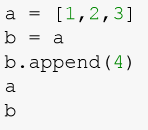 a = [1,2,3]
b = a
b.append(4)
a
b